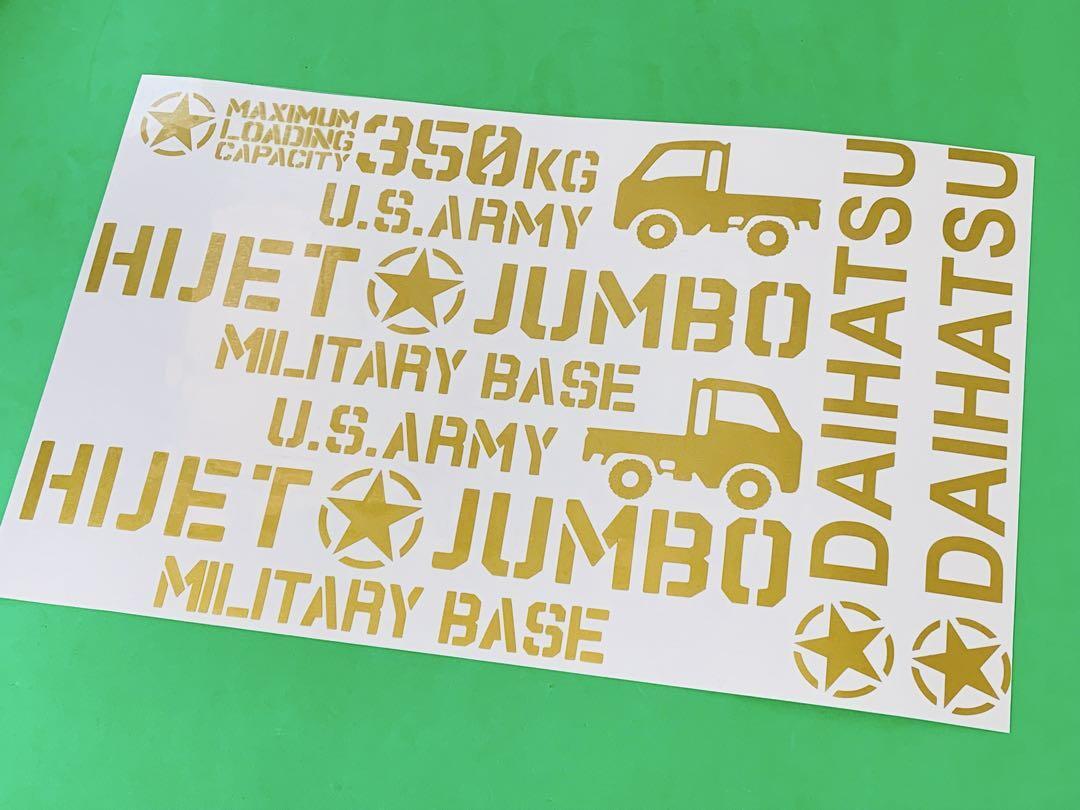 MAXIMUM
LOADING
CAPACITY
350KG
U.S.ARMY
HIJET JUMBO
MILITARY BASE
U.S.ARMY
HIJET JUMBO
MILITARY BASE
DAIHATSU
DAIHATSU